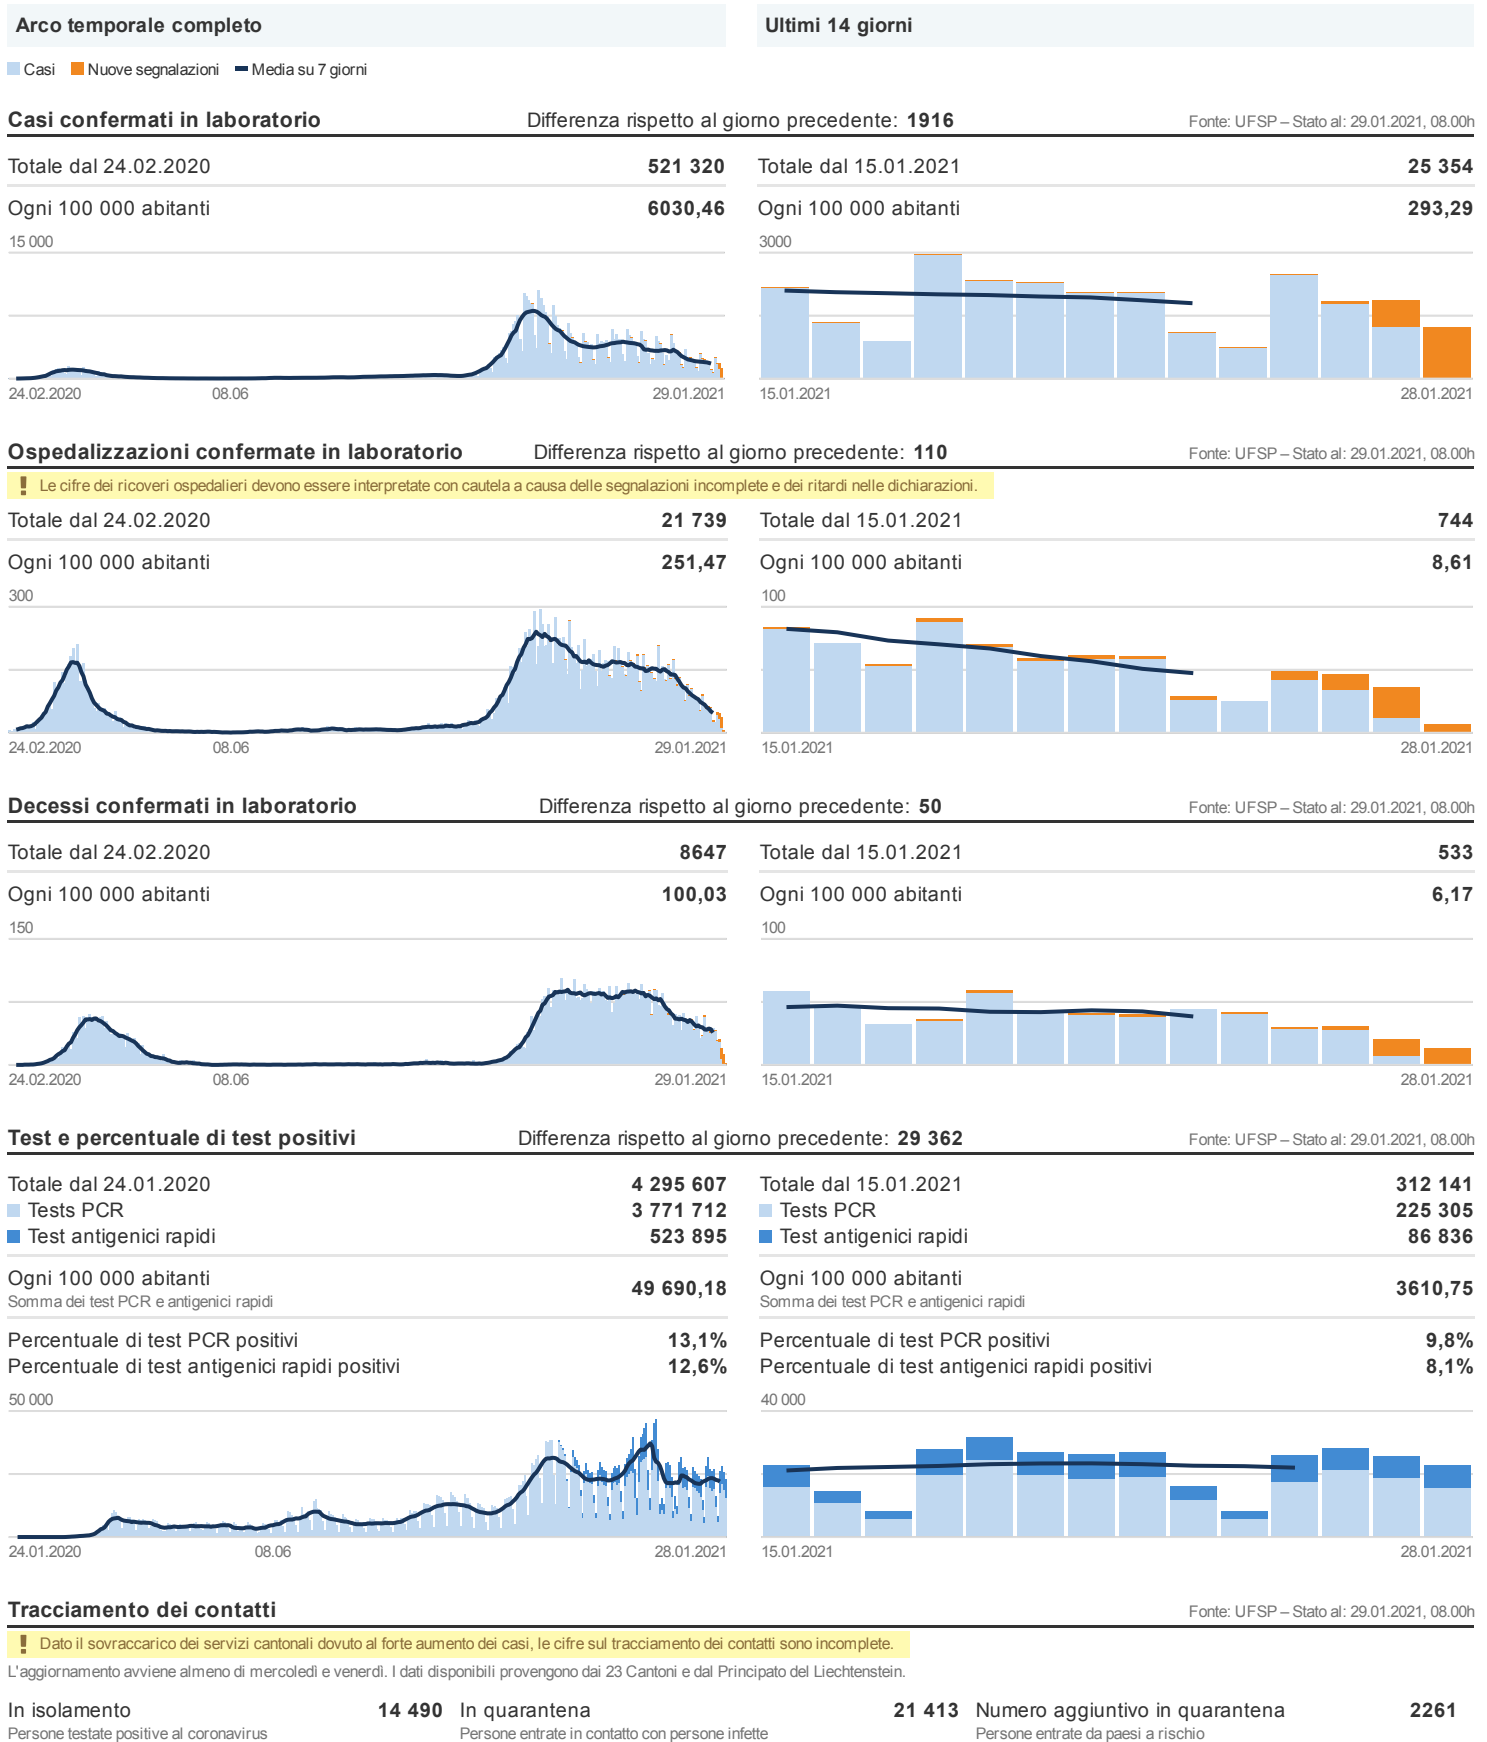 Arco temporale completo
Ultimi 14 giorni
Casi Nuove segnalazioni Media su 7 giorni
Casi confermati in laboratorio Differenza rispetto al giorno precedente: 1916 Fonte: UFSP – Stato al: 29.01.2021, 08.00h
Totale dal 24.02.2020 521 320
Ogni 100 000 abitanti 6030,46
15 000
24.02.2020 08.06 29.01.2021
Totale dal 15.01.2021 25 354
Ogni 100 000 abitanti 293,29
3000
15.01.2021 28.01.2021
Ospedalizzazioni confermate in laboratorio Differenza rispetto al giorno precedente: 110 Fonte: UFSP – Stato al: 29.01.2021, 08.00h
! Le cifre dei ricoveri ospedalieri devono essere interpretate con cautela a causa delle segnalazioni incomplete e dei ritardi nelle dichiarazioni.
Totale dal 24.02.2020 21 739
Ogni 100 000 abitanti 251,47
300
24.02.2020 08.06 29.01.2021
Totale dal 15.01.2021 744
Ogni 100 000 abitanti 8,61
100
15.01.2021 28.01.2021
Decessi confermati in laboratorio Differenza rispetto al giorno precedente: 50 Fonte: UFSP – Stato al: 29.01.2021, 08.00h
Totale dal 24.02.2020 8647
Ogni 100 000 abitanti 100,03
150
24.02.2020 08.06 29.01.2021
Totale dal 15.01.2021 533
Ogni 100 000 abitanti 6,17
100
15.01.2021 28.01.2021
Test e percentuale di test positivi Differenza rispetto al giorno precedente: 29 362 Fonte: UFSP – Stato al: 29.01.2021, 08.00h
Totale dal 24.01.2020 4 295 607
Tests PCR 3 771 712
Test antigenici rapidi 523 895
Ogni 100 000 abitanti 49 690,18
Somma dei test PCR e antigenici rapidi
Percentuale di test PCR positivi 13,1%
Percentuale di test antigenici rapidi positivi 12,6%
50 000
24.01.2020 08.06 28.01.2021
Totale dal 15.01.2021 312 141
Tests PCR 225 305
Test antigenici rapidi 86 836
Ogni 100 000 abitanti 3610,75
Somma dei test PCR e antigenici rapidi
Percentuale di test PCR positivi 9,8%
Percentuale di test antigenici rapidi positivi 8,1%
40 000
15.01.2021 28.01.2021
Tracciamento dei contatti Fonte: UFSP – Stato al: 29.01.2021, 08.00h
! Dato il sovraccarico dei servizi cantonali dovuto al forte aumento dei casi, le cifre sul tracciamento dei contatti sono incomplete.
L'aggiornamento avviene almeno di mercoledì e venerdì. I dati disponibili provengono dai 23 Cantoni e dal Principato del Liechtenstein.
In isolamento 14 490
Persone testate positive al coronavirus
In quarantena 21 413
Persone entrate in contatto con persone infette
Numero aggiuntivo in quarantena 2261
Persone entrate da paesi a rischio